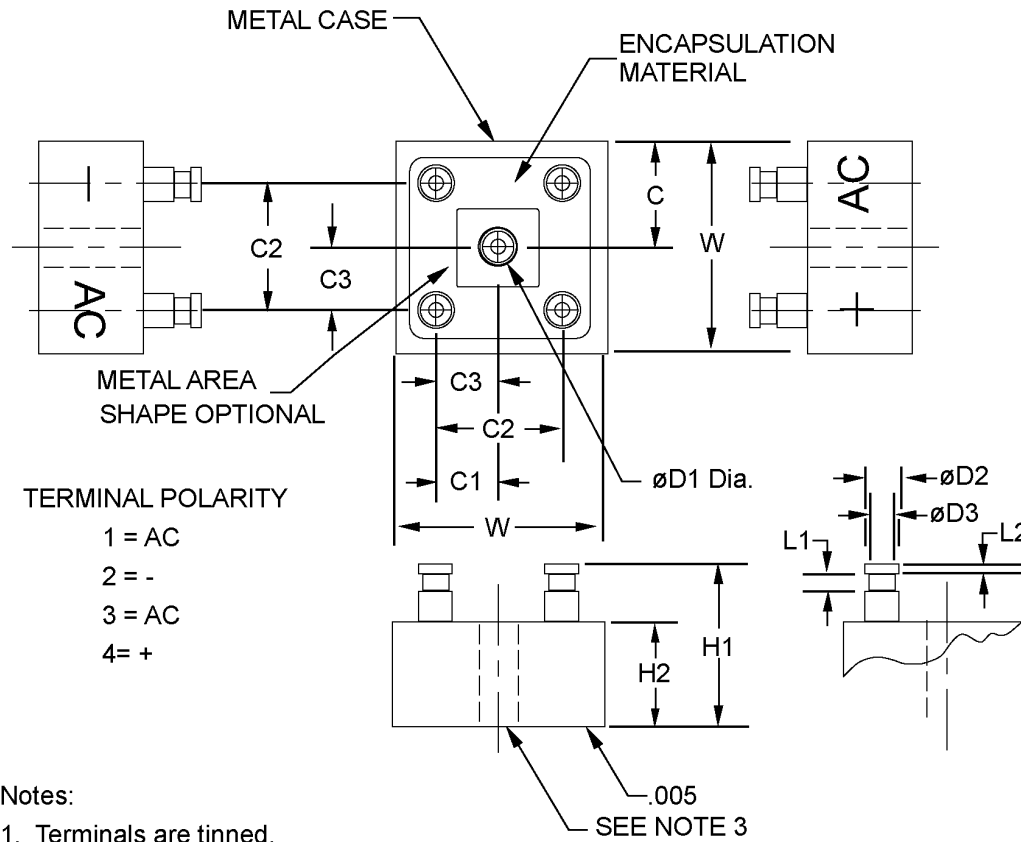 METAL CASE
ENCAPSULATION
MATERIAL
-
AC
C2
C3
C
W
AC
+
METAL AREA
SHAPE OPTIONAL
C3
C2
C1
W
øD1 Dia.
øD2
øD3
L1
L2
TERMINAL POLARITY
1 = AC
2 = -
3 = AC
4= +
H1
H2
.005
SEE NOTE 3
Notes:
1. Terminals are tinned.